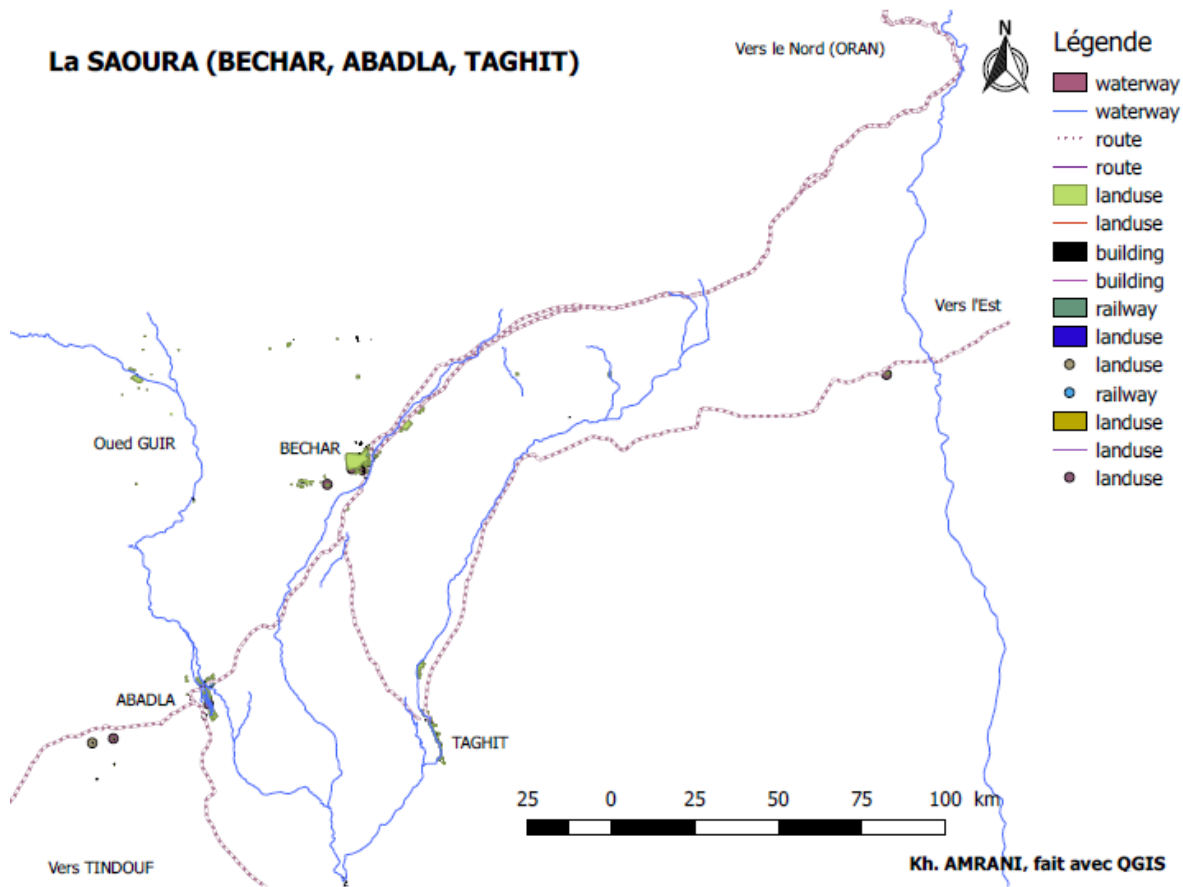 La SAOURA (BECHAR, ABADLA, TAGHIT)
Vers le Nord (ORAN)
N
Légende
waterway
waterway
route
route
landuse
landuse
building
building
railway
landuse
landuse
railway
landuse
landuse
landuse
Vers l'Est
Oued GUIR
BECHAR
ABADLA
TAGHIT
25 0 25 50 75 100 km
Vers TINDOUF
Kh. AMRANI, fait avec QGIS